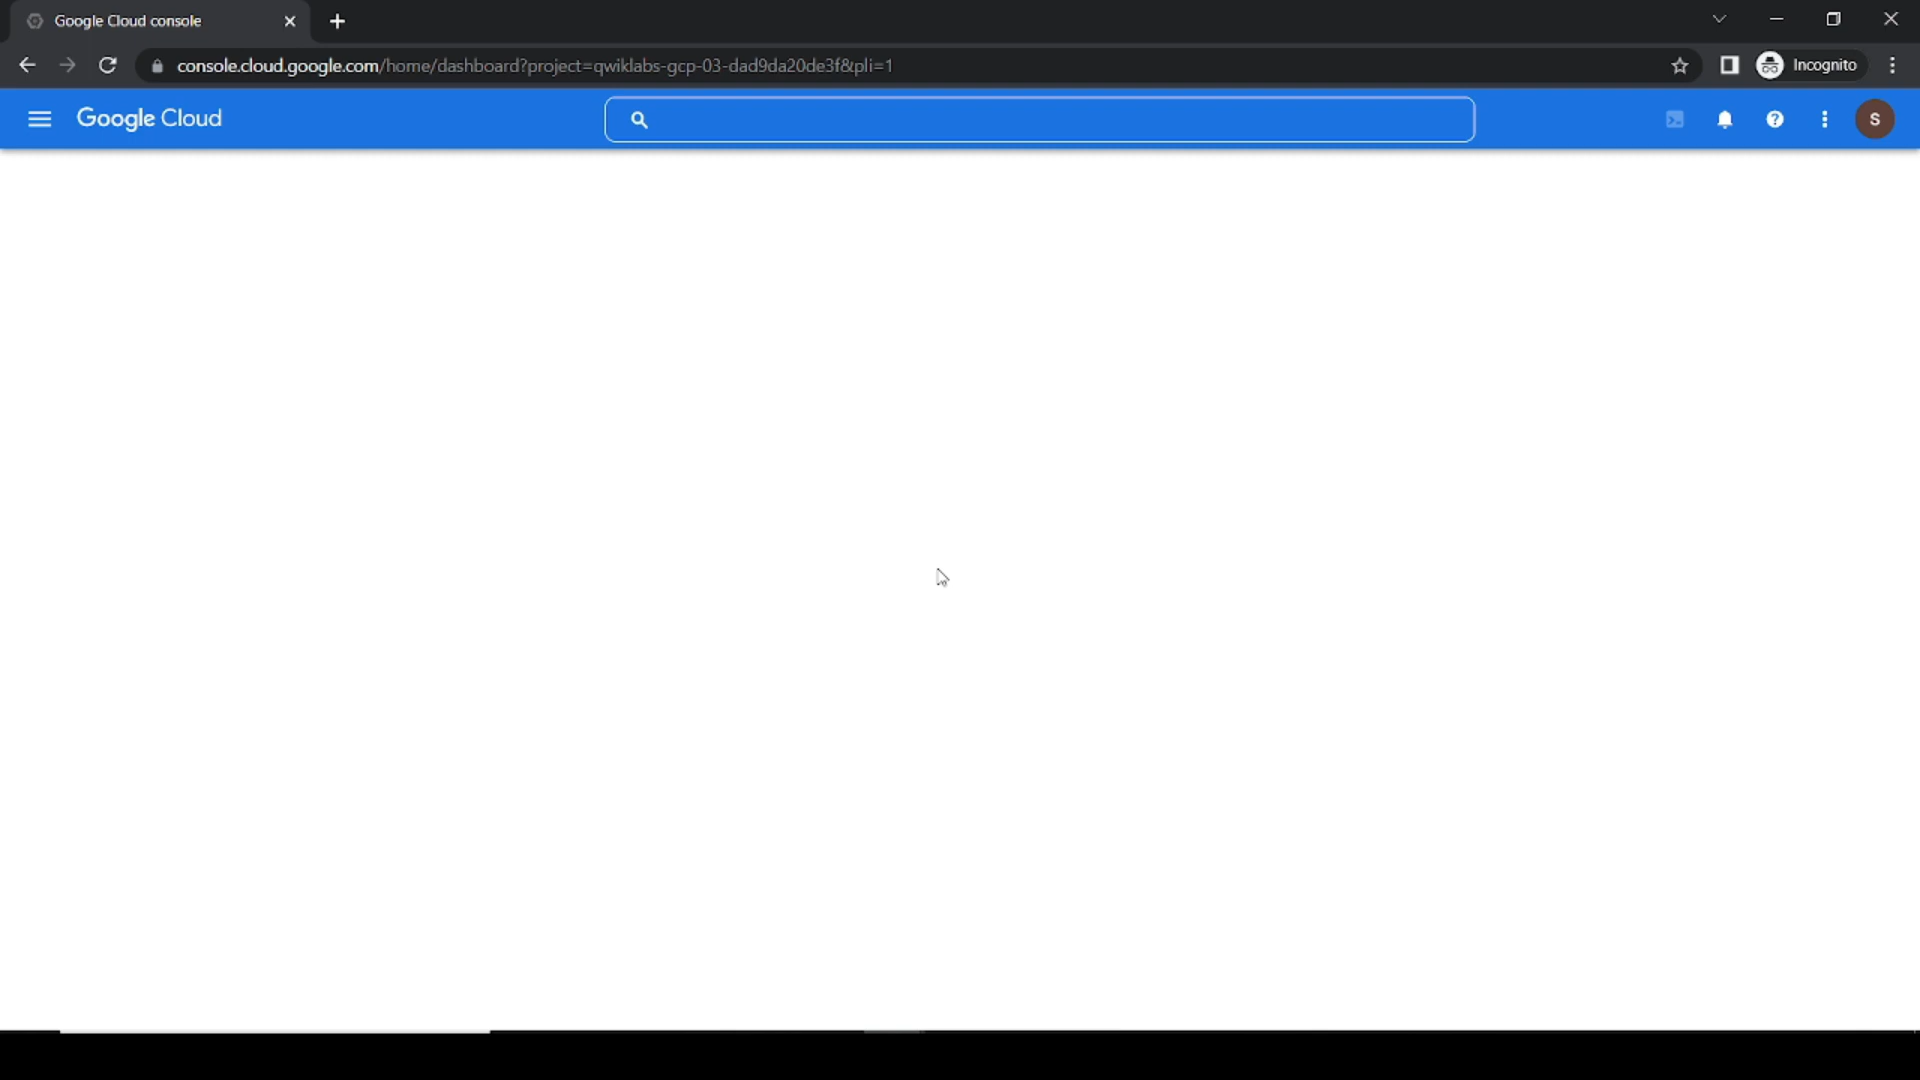 Google Cloud console
console.cloud.google.com/home/dashboard?project=qwiklabs-gcp-03-dad9da20de3f&pli=1
Incognito
Google Cloud
S